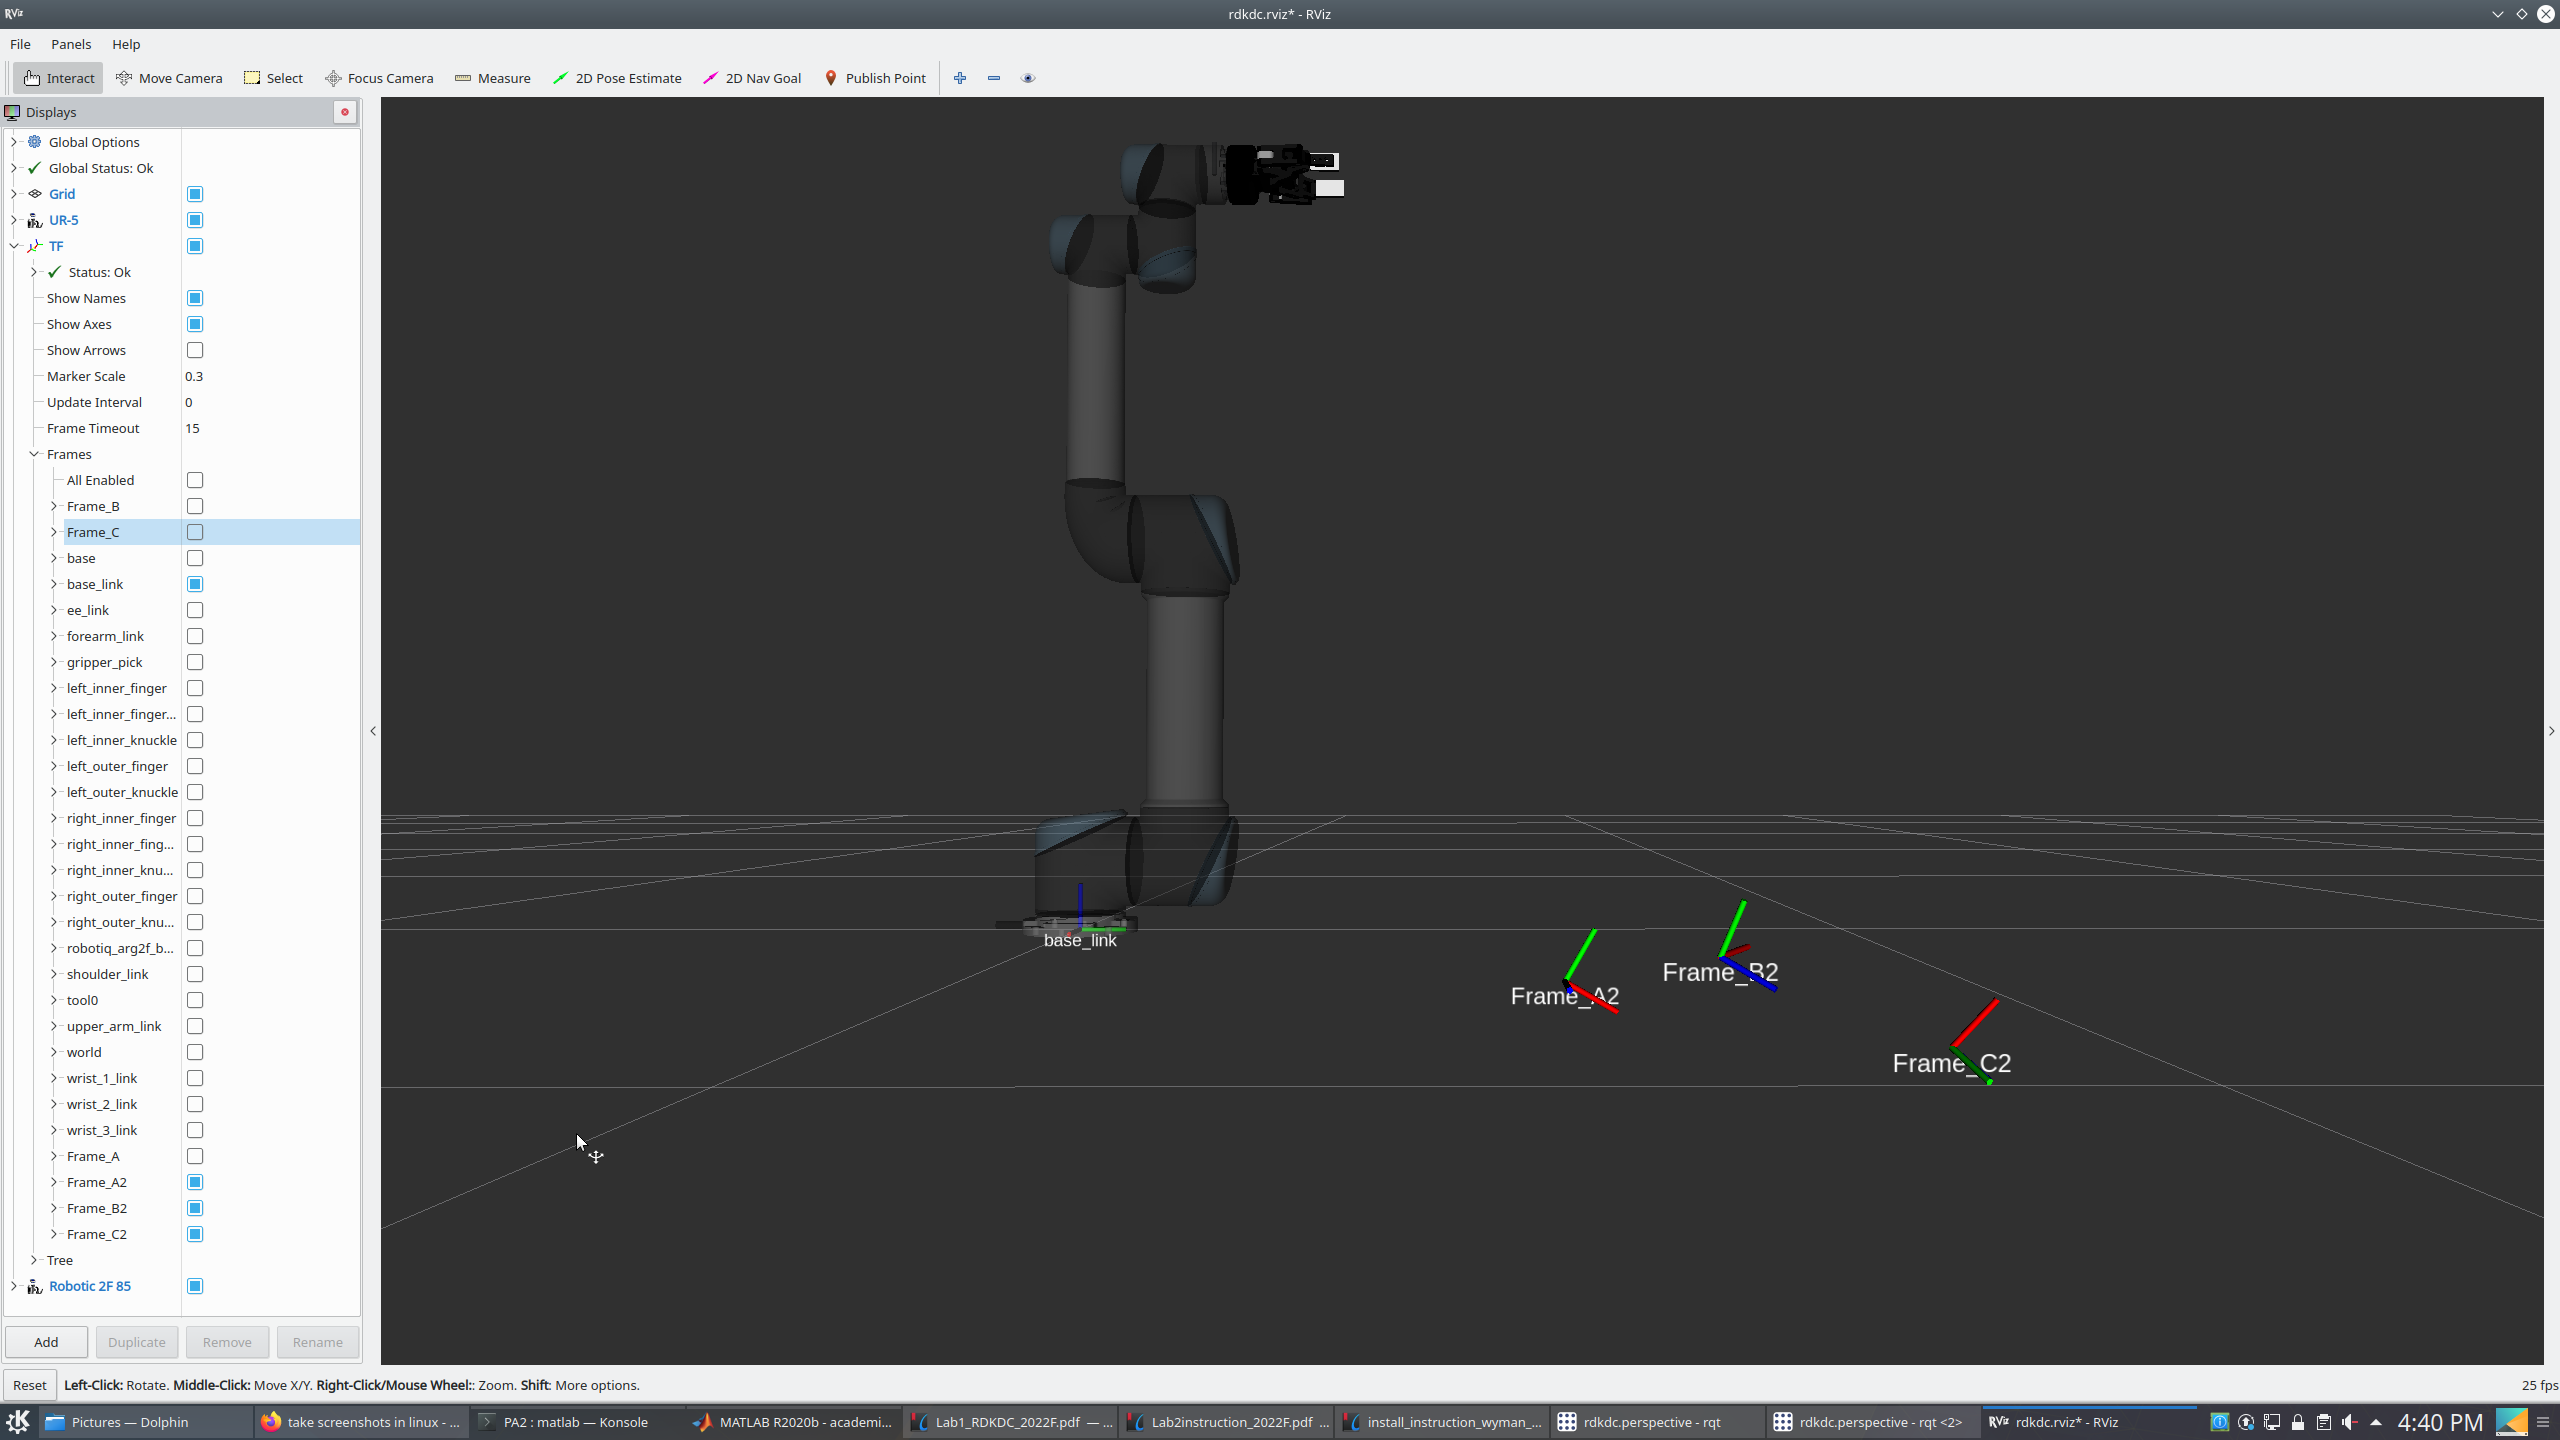 RViz
rdkdc.rviz* - RViz
File Panels Help
Interact Move Camera Select Focus Camera Measure 2D Pose Estimate 2D Nav Goal Publish Point
Displays
Global Options
Global Status: Ok
Grid
UR-5
TF
Status: Ok
Show Names
Show Axes
Show Arrows
Marker Scale 0.3
Update Interval 0
Frame Timeout 15
Frames
All Enabled
Frame_B
Frame_C
base
base_link
ee_link
forearm_link
gripper_pick
left_inner_finger
left_inner_finger...
left_inner_knuckle
left_outer_finger
left_outer_knuckle
right_inner_finger
right_inner_fing...
right_inner_knu...
right_outer_finger
right_outer_knu...
robotiq_arg2f_b...
shoulder_link
tool0
upper_arm_link
world
wrist_1_link
wrist_2_link
wrist_3_link
Frame_A
Frame_A2
Frame_B2
Frame_C2
Tree
Robotic 2F 85
Add Duplicate Remove Rename
base_link
Frame_A2
Frame_B2
Frame_C2
Reset Left-Click: Rotate. Middle-Click: Move X/Y. Right-Click/Mouse Wheel:: Zoom. Shift: More options. 25 fps
Pictures — Dolphin take screenshots in linux - ... PA2 : matlab — Konsole MATLAB R2020b - academi... Lab1_RDKDC_2022F.pdf — ... Lab2instruction_2022F.pdf ... install_instruction_wyman_... rdkdc.perspective - rqt rdkdc.perspective - rqt <2> RViz rdkdc.rviz* - RViz 4:40 PM